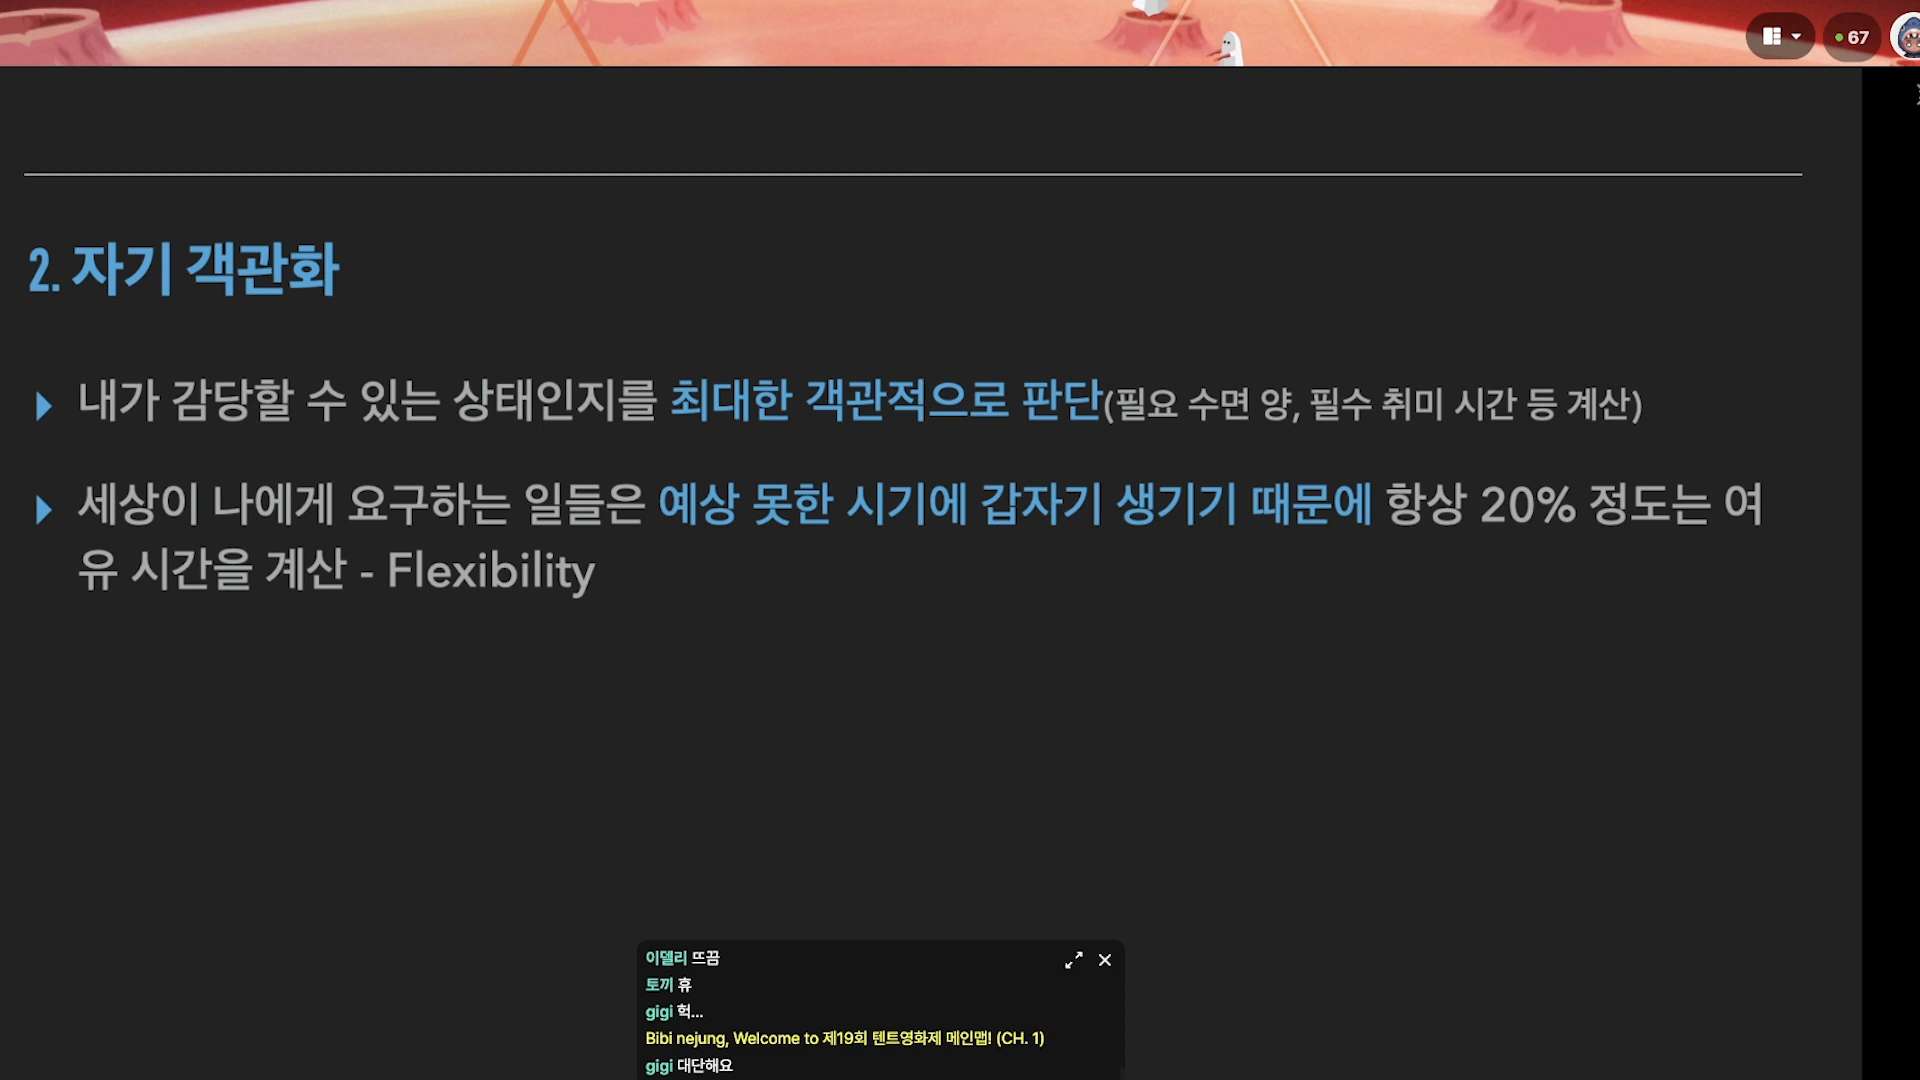 67
2. 자기 객관화
내가 감당할 수 있는 상태인지를 최대한 객관적으로 판단(필요 수면 양, 필수 취미 시간 등 계산)
세상이 나에게 요구하는 일들은 예상 못한 시기에 갑자기 생기기 때문에 항상 20% 정도는 여
유 시간을 계산 - Flexibility
이델리 뜨끔
토끼 휴
gigi 헉...
Bibi nejung, Welcome to 제19회 텐트영화제 메인맵! (CH. 1)
gigi 대단해요